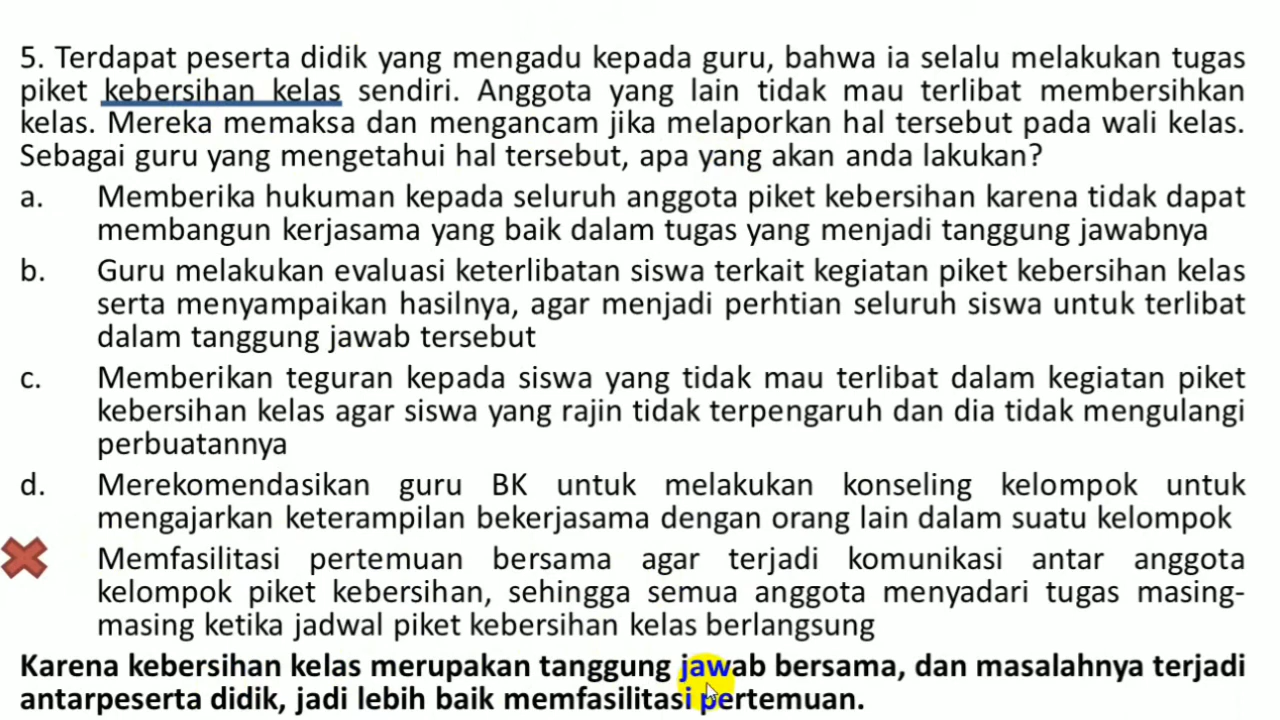 5. Terdapat peserta didik yang mengadu kepada guru, bahwa ia selalu melakukan tugas
piket kebersihan kelas sendiri. Anggota yang lain tidak mau terlibat membersihkan
kelas. Mereka memaksa dan mengancam jika melaporkan hal tersebut pada wali kelas.
Sebagai guru yang mengetahui hal tersebut, apa yang akan anda lakukan?
a. Memberika hukuman kepada seluruh anggota piket kebersihan karena tidak dapat
membangun kerjasama yang baik dalam tugas yang menjadi tanggung jawabnya
b. Guru melakukan evaluasi keterlibatan siswa terkait kegiatan piket kebersihan kelas
serta menyampaikan hasilnya, agar menjadi perhtian seluruh siswa untuk terlibat
dalam tanggung jawab tersebut
c. Memberikan teguran kepada siswa yang tidak mau terlibat dalam kegiatan piket
kebersihan kelas agar siswa yang rajin tidak terpengaruh dan dia tidak mengulangi
perbuatannya
d. Merekomendasikan guru BK untuk melakukan konseling kelompok untuk
mengajarkan keterampilan bekerjasama dengan orang lain dalam suatu kelompok
Memfasilitasi pertemuan bersama agar terjadi komunikasi antar anggota
kelompok piket kebersihan, sehingga semua anggota menyadari tugas masing-
masing ketika jadwal piket kebersihan kelas berlangsung
Karena kebersihan kelas merupakan tanggung jawab bersama, dan masalahnya terjadi
antarpeserta didik, jadi lebih baik memfasilitasi pertemuan.